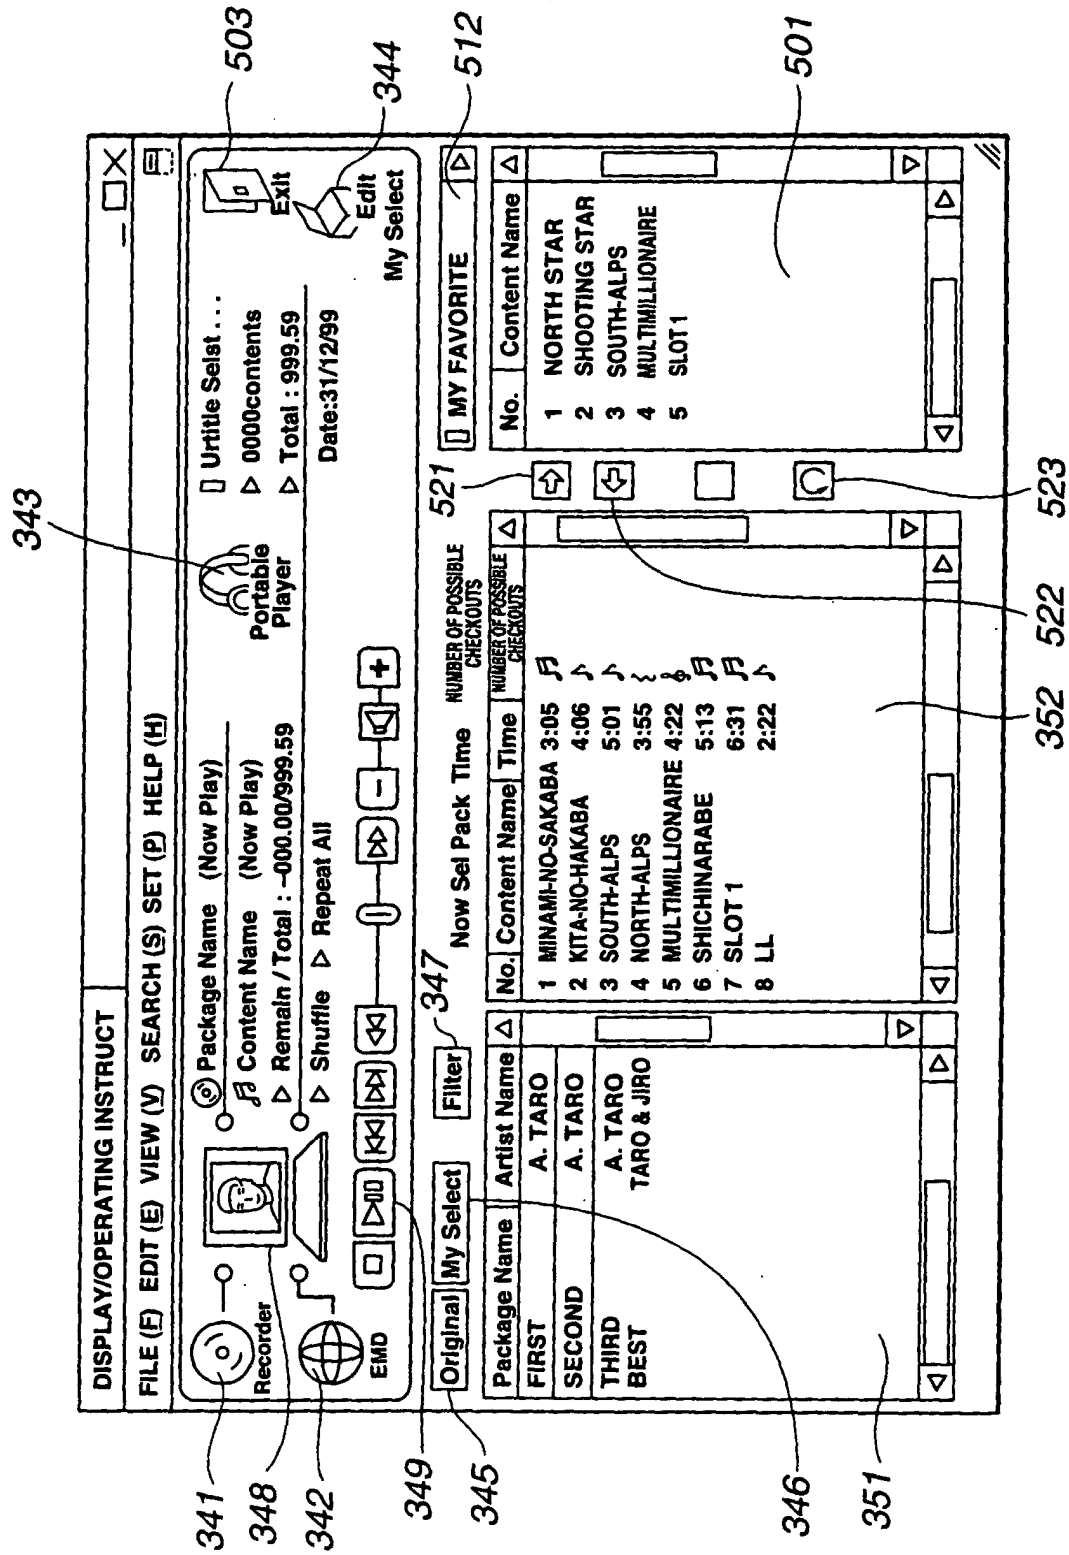 DISPLAY/OPERATING INSTRUCT
FILE (F) EDIT (E) VIEW (V) SEARCH (S) SET (P) HELP (H)
Recorder
EMD
Package Name (Now Play)
Content Name (Now Play)
Remain / Total : –000.00/999.59
Shuffle Repeat All
Portable
Player
Urtitle Selst...
0000contents
Total : 999.59
Date:31/12/99
Exit
Edit
My Select
Original My Select Filter
Now Sel Pack Time NUMBER OF POSSIBLE
CHECKOUTS
MY FAVORITE
Package Name Artist Name
FIRST A. TARO
SECOND A. TARO
THIRD A. TARO
BEST TARO & JIRO
No. Content Name Time NUMBER OF POSSIBLE
CHECKOUTS
1 MINAMI-NO-SAKABA 3:05
2 KITA-NO-HAKABA 4:06
3 SOUTH-ALPS 5:01
4 NORTH-ALPS 3:55
5 MULTIMILLIONAIRE 4:22
6 SHICHINARABE 5:13
7 SLOT 1 6:31
8 LL 2:22
No. Content Name
1 NORTH STAR
2 SHOOTING STAR
3 SOUTH-ALPS
4 MULTIMILLIONAIRE
5 SLOT 1
341
348
342
349
345
346
351
347
343
352
521
522
523
503
344
512
501